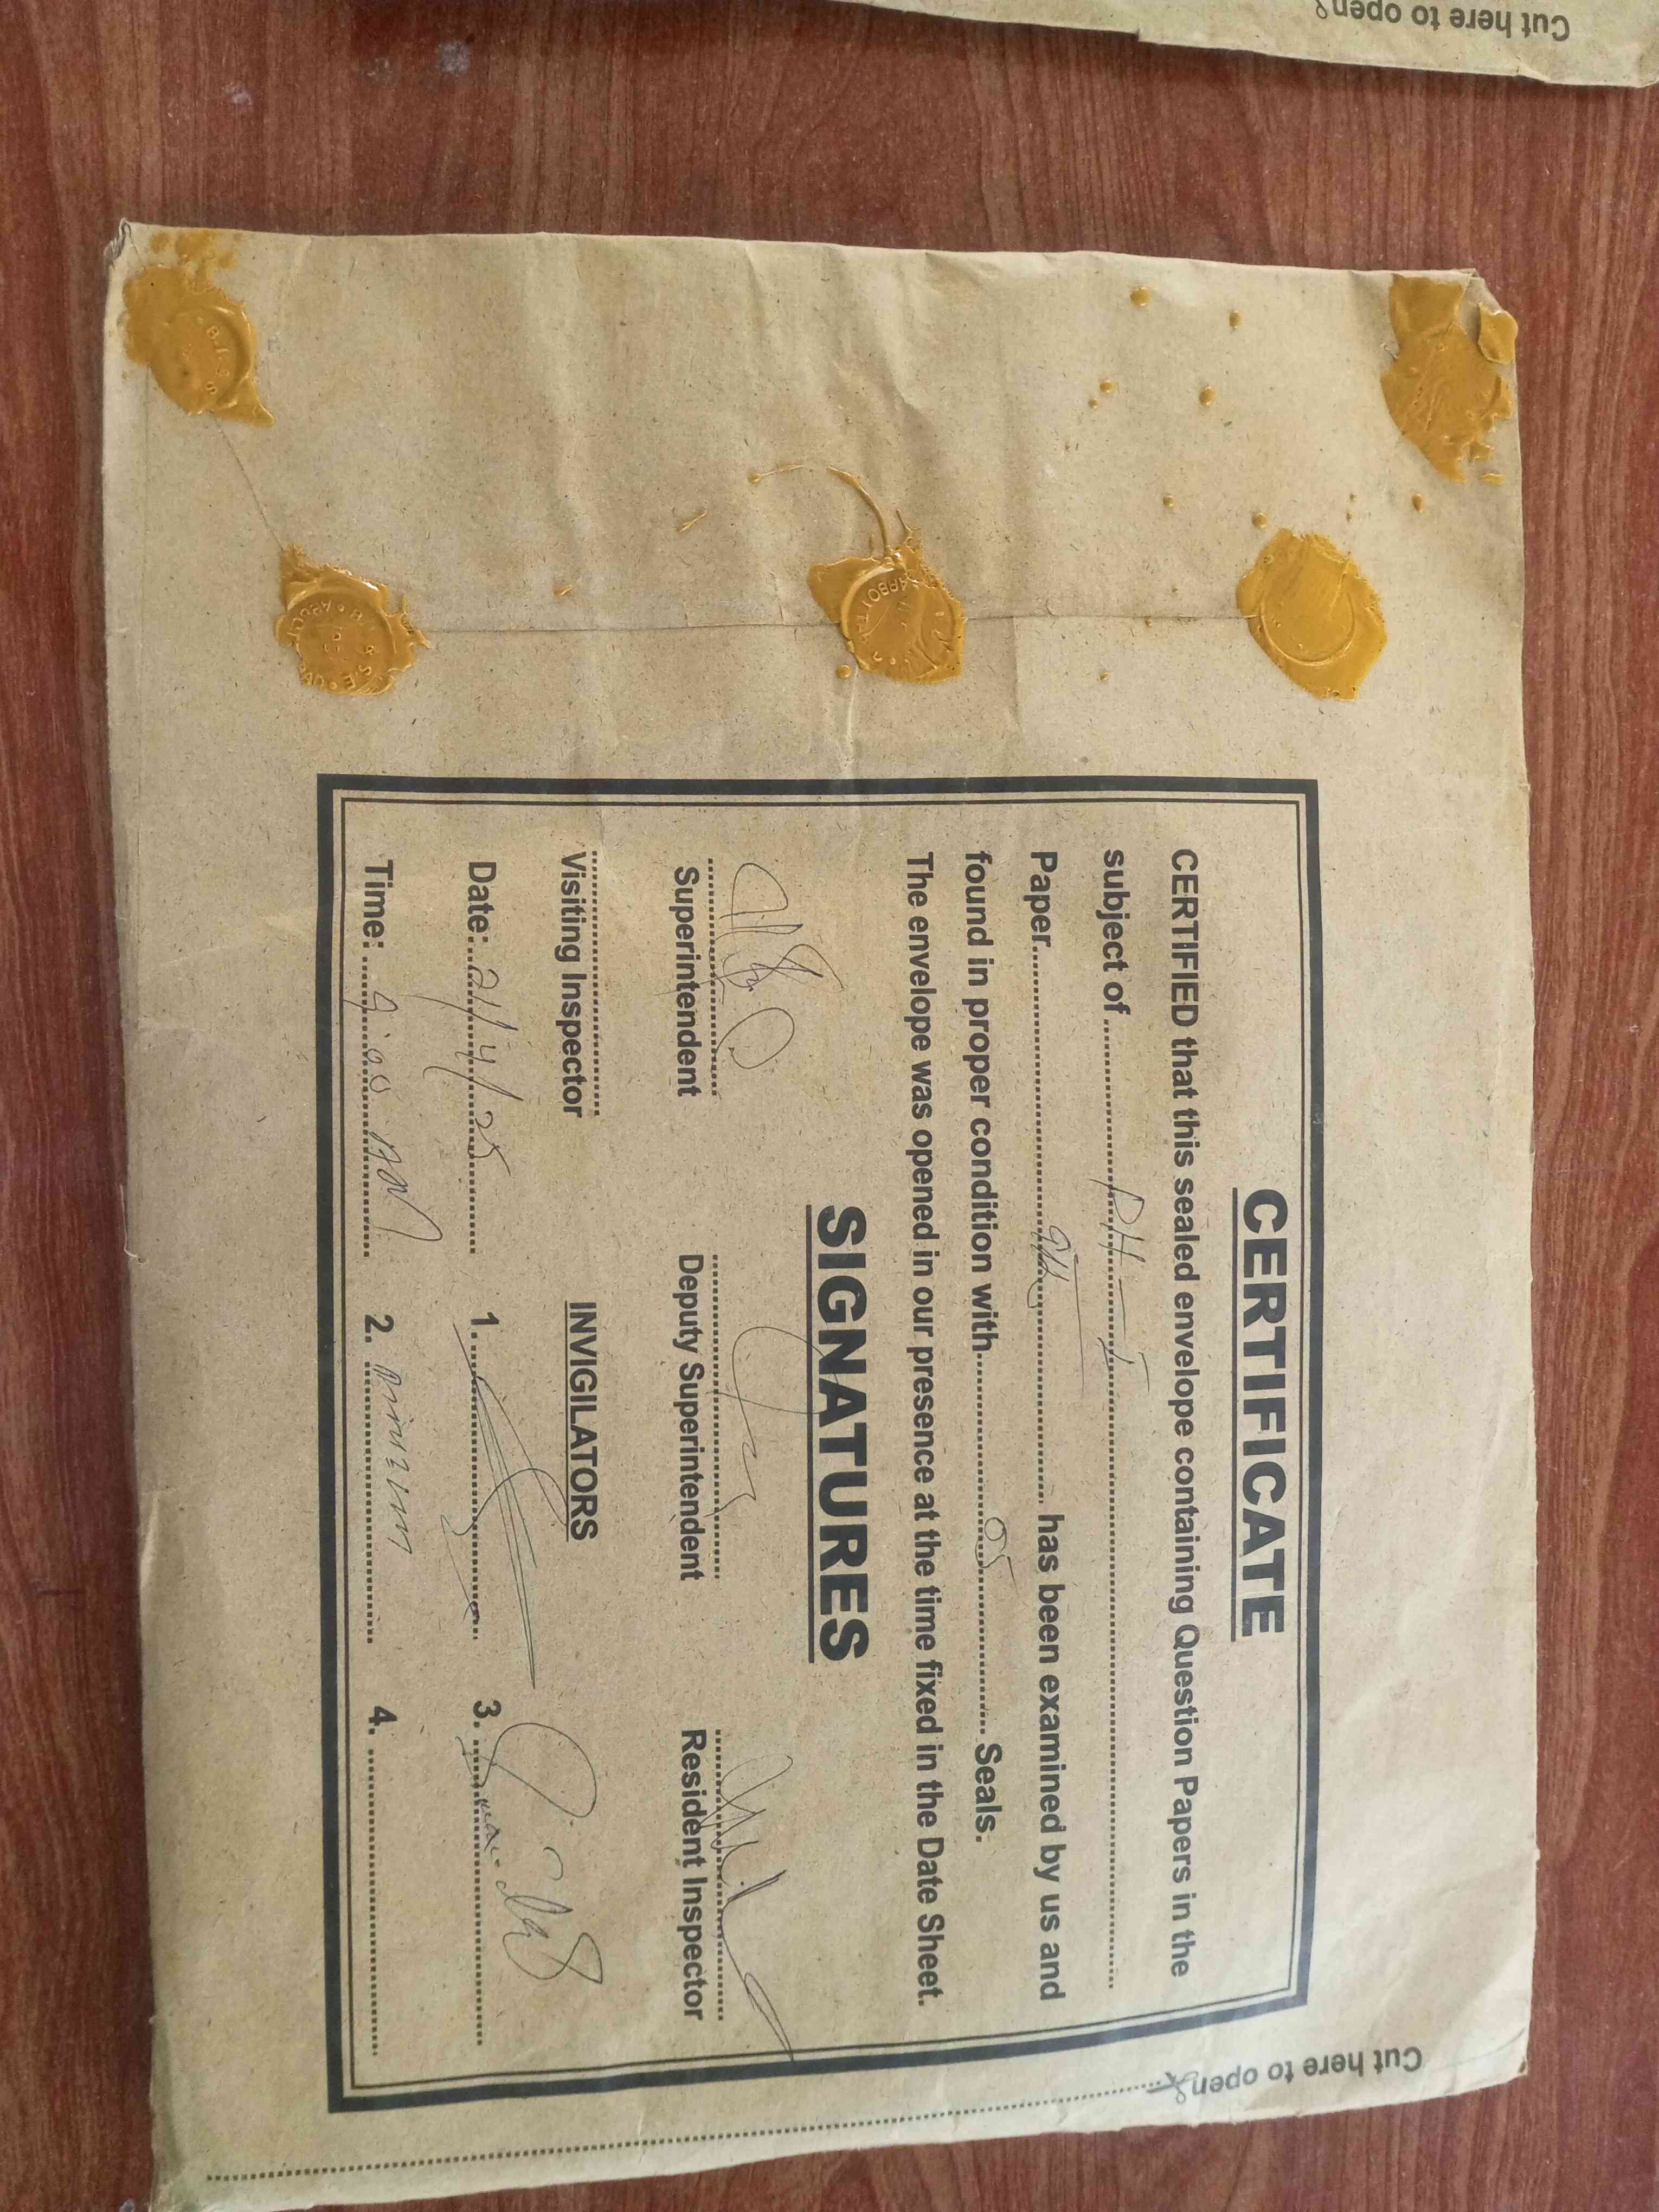 Cut here to open
CERTIFICATE
CERTIFIED that this sealed envelope containing Question Papers in the
subject of PH-I
Paper 9th has been examined by us and
found in proper condition with 05 Seals.
The envelope was opened in our presence at the time fixed in the Date Sheet.
SIGNATURES
Superintendent Deputy Superintendent Resident Inspector
Visiting Inspector INVIGILATORS
Date: 21/4/25 1. 3.
Time: 9:00 AM 2. 4.
Cut here to open